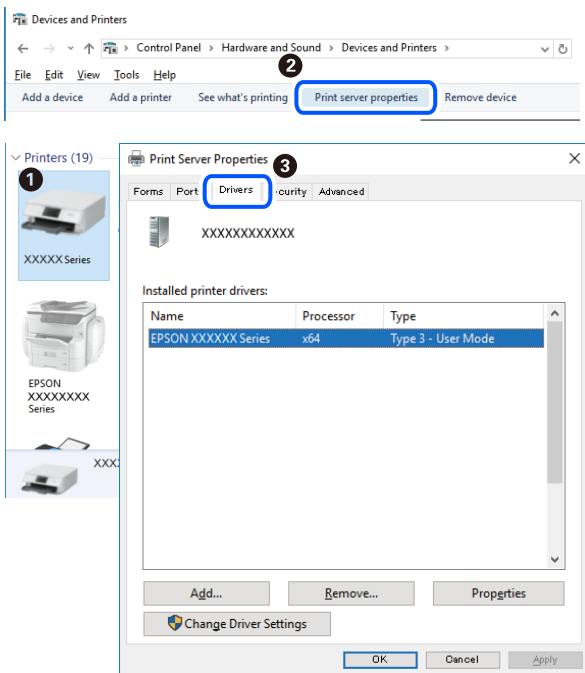 Devices and Printers
Control Panel > Hardware and Sound > Devices and Printers >
2
File Edit View Tools Help
Add a device Add a printer See what's printing Print server properties Remove device
Printers (19)
1
XXXXX Series
EPSON
XXXXXXXX
Series
XXX
Print Server Properties
3
Forms Port Drivers curity Advanced
XXXXXXXXXXXX
Installed printer drivers:
Name Processor Type
EPSON XXXXXX Series x64 Type 3 - User Mode
Add... Remove... Properties
Change Driver Settings
OK Cancel Apply